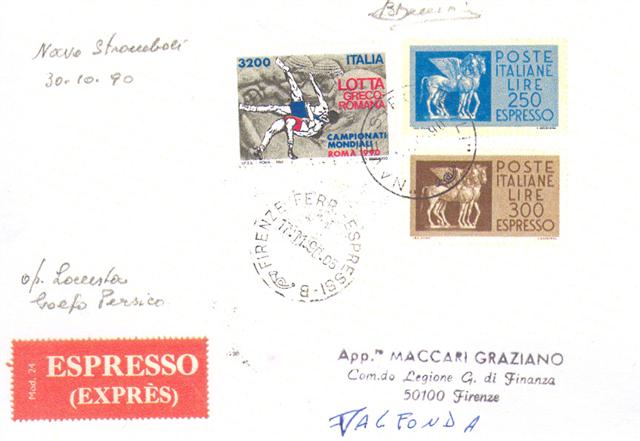 Nave Stromboli
30.10.90
3200 ITALIA
LOTTA
GRECO-
ROMANA
CAMPIONATI
MONDIALI
ROMA 1990
POSTE
ITALIANE
LIRE
250
ESPRESSO
POSTE
ITALIANE
LIRE
300
ESPRESSO
FIRENZE FERR.-ESPRESSI-B
op. Locusta
Golfo Persico
Mod. 24
ESPRESSO
(EXPRÈS)
App.to MACCARI GRAZIANO
Com.do Legione G. di Finanza
50100 Firenze
VALFONDA